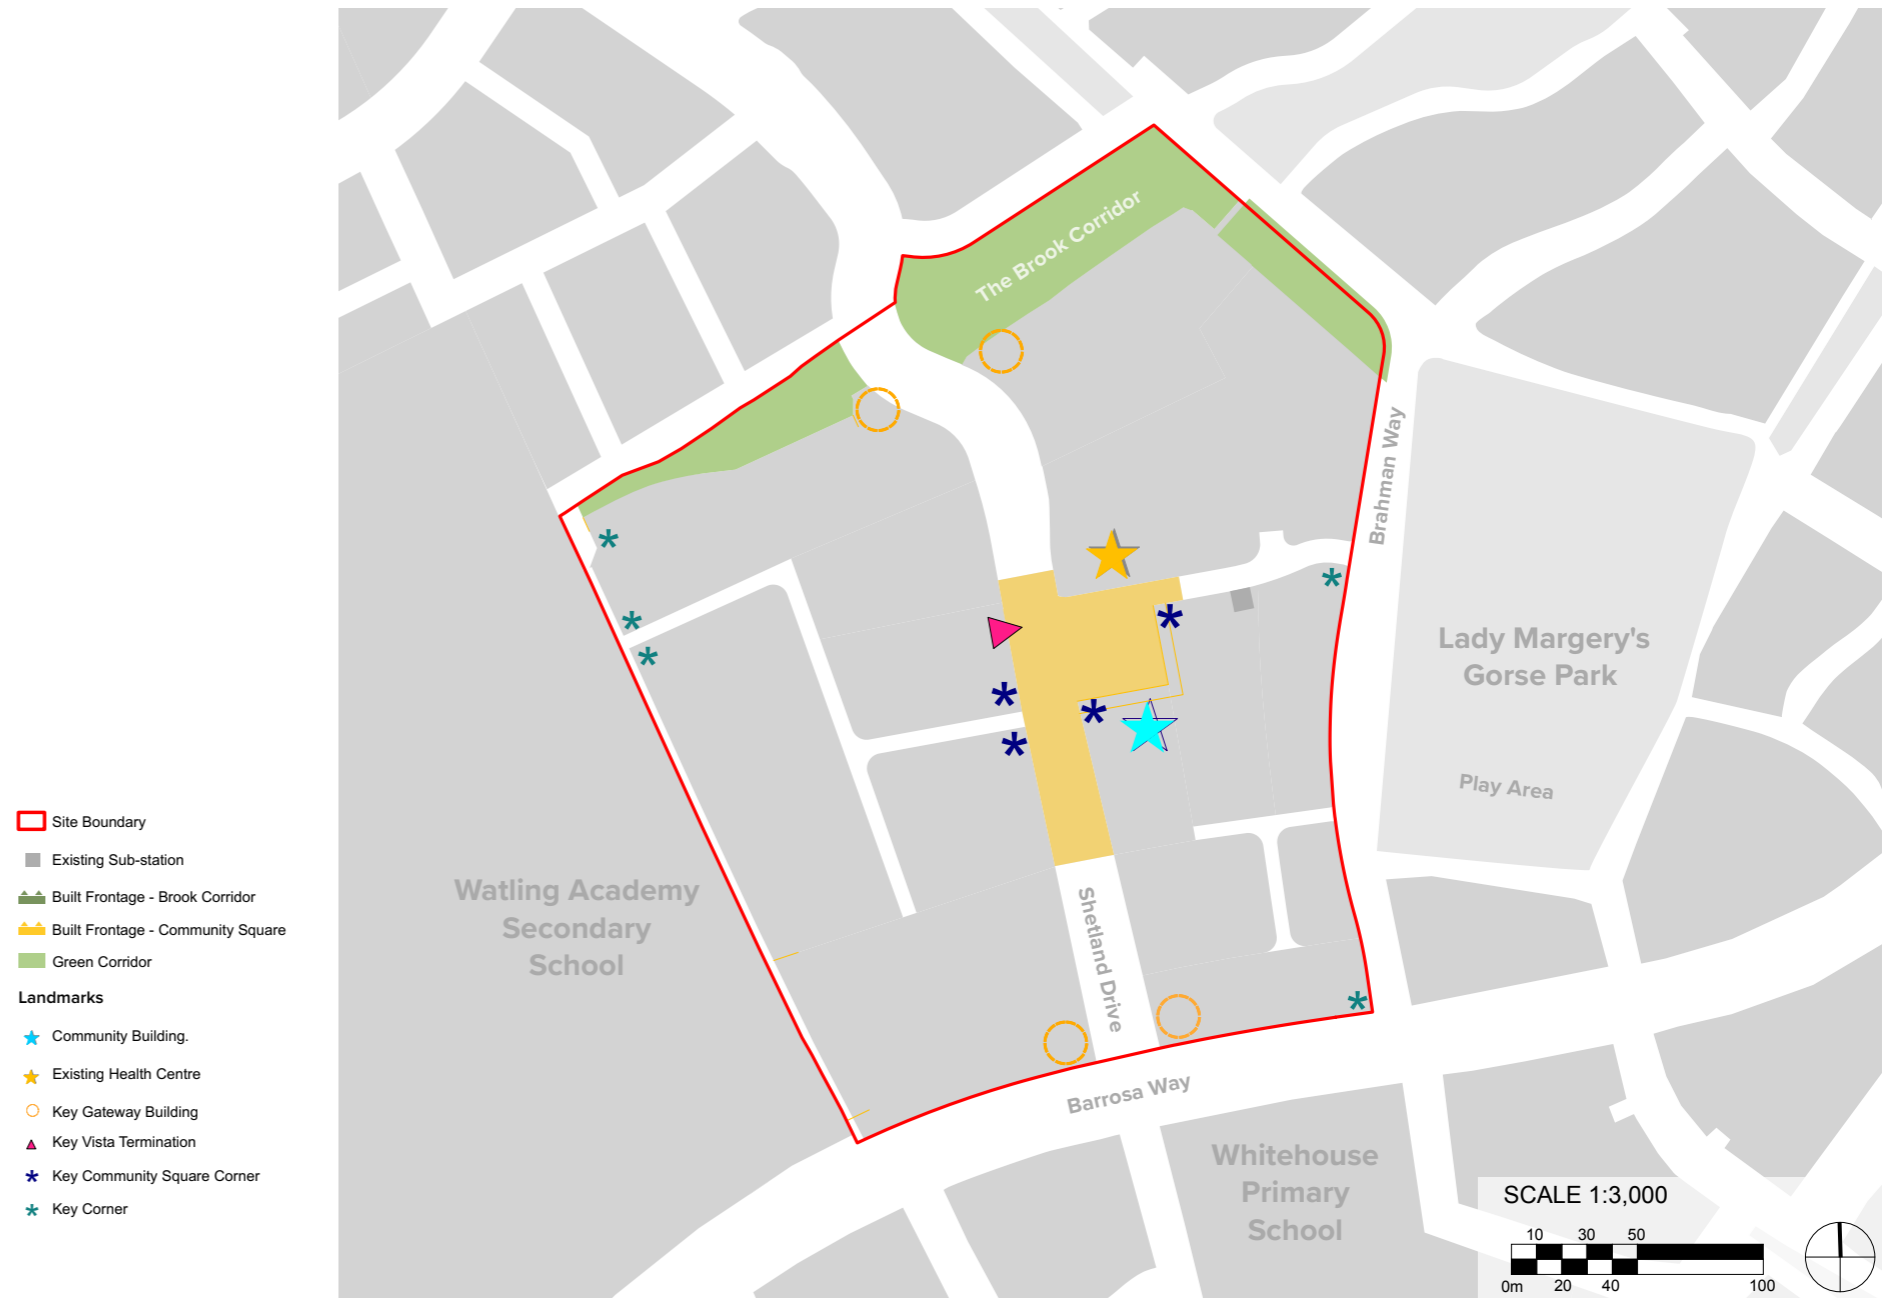 The Brook Corridor
Brahman Way
Lady Margery's
Gorse Park
Play Area
Watling Academy
Secondary
School
Shetland Drive
Barrosa Way
Whitehouse
Primary
School
Site Boundary
Existing Sub-station
Built Frontage - Brook Corridor
Built Frontage - Community Square
Green Corridor
Landmarks
Community Building.
Existing Health Centre
Key Gateway Building
Key Vista Termination
Key Community Square Corner
Key Corner
SCALE 1:3,000
10 30 50
0m 20 40 100